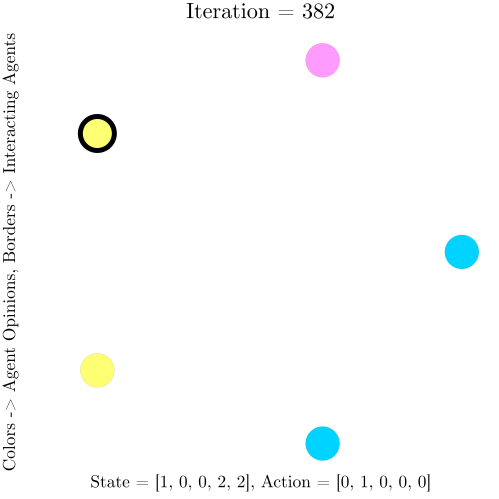 Iteration = 382
Colors -> Agent Opinions, Borders -> Interacting Agents
State = [1, 0, 0, 2, 2], Action = [0, 1, 0, 0, 0]